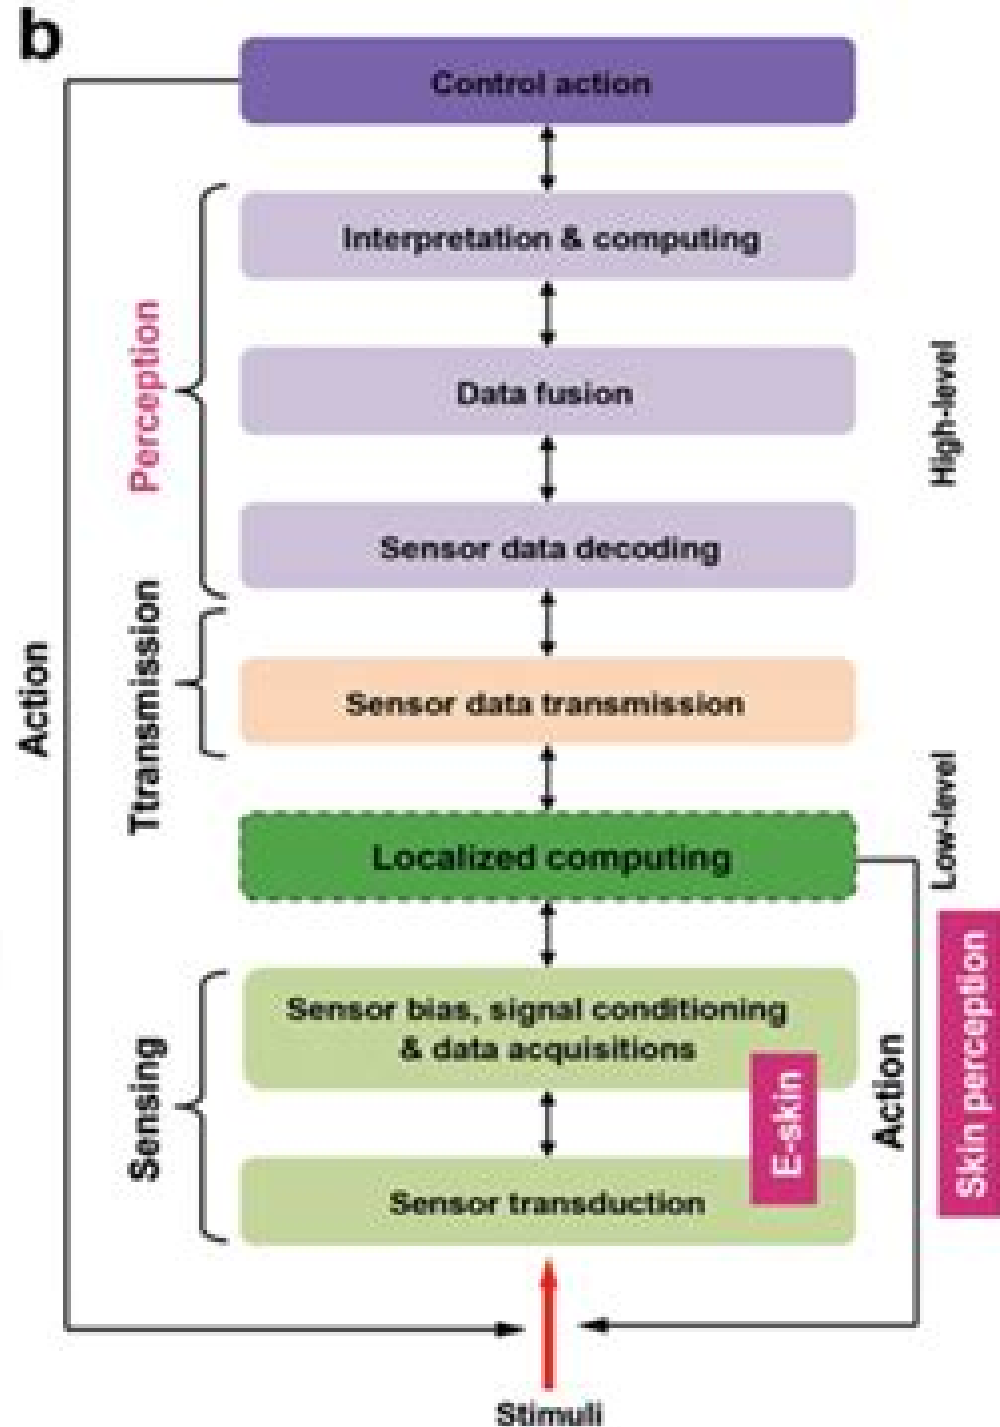 b
Control action
Interpretation & computing
Perception
Data fusion
High-level
Sensor data decoding
Ttransmission
Action
Sensor data transmission
Low-level
Localized computing
Skin perception
Sensing
Sensor bias, signal conditioning
& data acquisitions
Action
E-skin
Sensor transduction
Stimuli